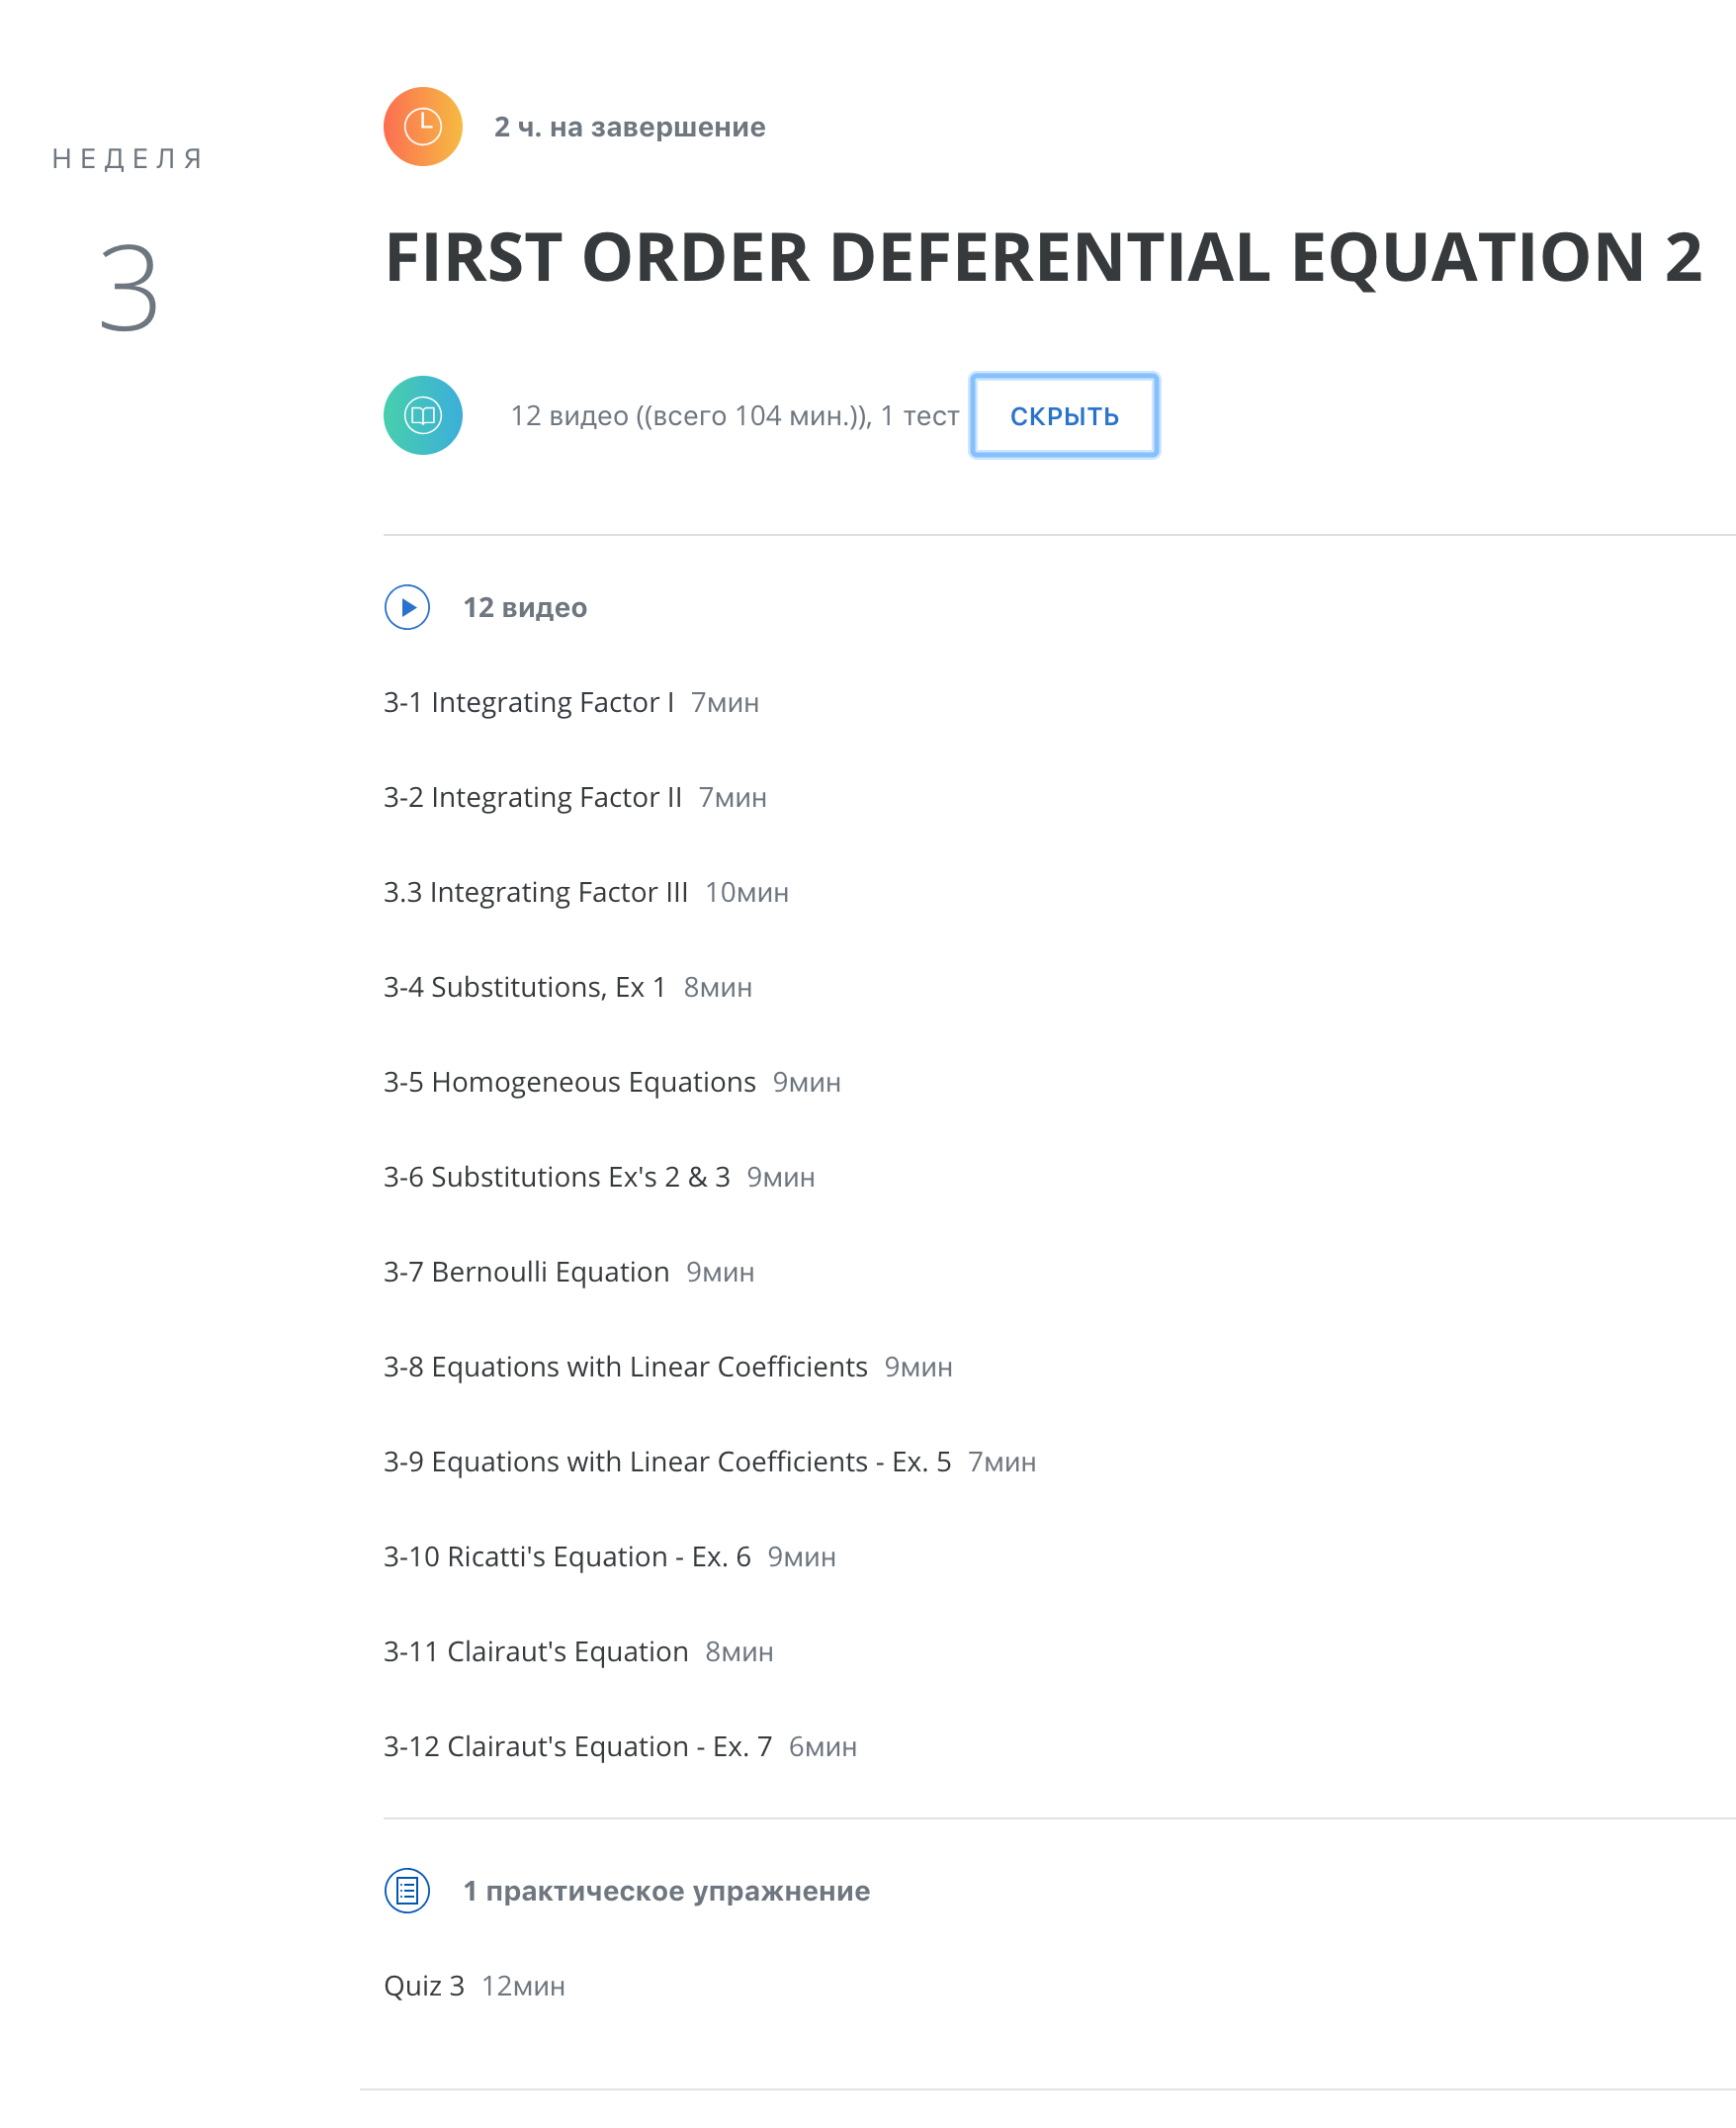 НЕДЕЛЯ
3
2 ч. на завершение
FIRST ORDER DEFERENTIAL EQUATION 2
12 видео ((всего 104 мин.)), 1 тест СКРЫТЬ
12 видео
3-1 Integrating Factor I 7мин
3-2 Integrating Factor II 7мин
3.3 Integrating Factor III 10мин
3-4 Substitutions, Ex 1 8мин
3-5 Homogeneous Equations 9мин
3-6 Substitutions Ex's 2 & 3 9мин
3-7 Bernoulli Equation 9мин
3-8 Equations with Linear Coefficients 9мин
3-9 Equations with Linear Coefficients - Ex. 5 7мин
3-10 Ricatti's Equation - Ex. 6 9мин
3-11 Clairaut's Equation 8мин
3-12 Clairaut's Equation - Ex. 7 6мин
1 практическое упражнение
Quiz 3 12мин